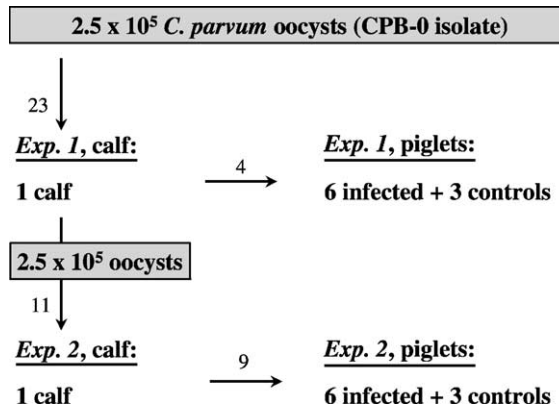 2.5 x 10⁵ C. parvum oocysts (CPB-0 isolate)
23
Exp. 1, calf:
4
Exp. 1, piglets:
1 calf
6 infected + 3 controls
2.5 x 10⁵ oocysts
11
Exp. 2, calf:
9
Exp. 2, piglets:
1 calf
6 infected + 3 controls